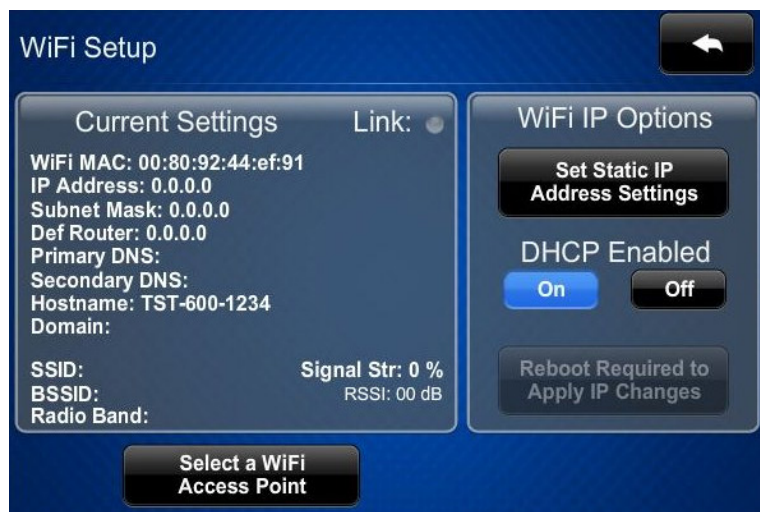 WiFi Setup
Current Settings Link:
WiFi MAC: 00:80:92:44:ef:91
IP Address: 0.0.0.0
Subnet Mask: 0.0.0.0
Def Router: 0.0.0.0
Primary DNS:
Secondary DNS:
Hostname: TST-600-1234
Domain:
SSID: Signal Str: 0 %
BSSID: RSSI: 00 dB
Radio Band:
WiFi IP Options
Set Static IP
Address Settings
DHCP Enabled
On Off
Reboot Required to
Apply IP Changes
Select a WiFi
Access Point